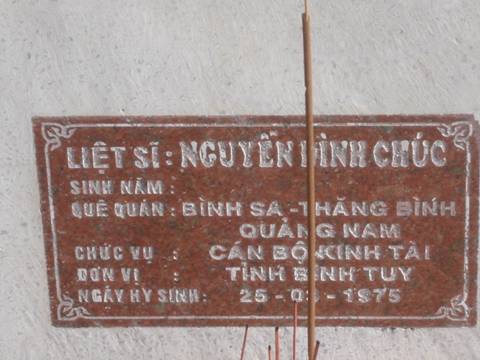 LIỆT SĨ: NGUYỄN ĐÌNH CHÚC
SINH NĂM :
QUÊ QUÁN : BÌNH SA - THĂNG BÌNH
QUẢNG NAM
CHỨC VỤ : CÁN BỘ KINH TÀI
ĐƠN VỊ : TỈNH BÌNH TUY
NGÀY HY SINH : 25 - 03 - 1975